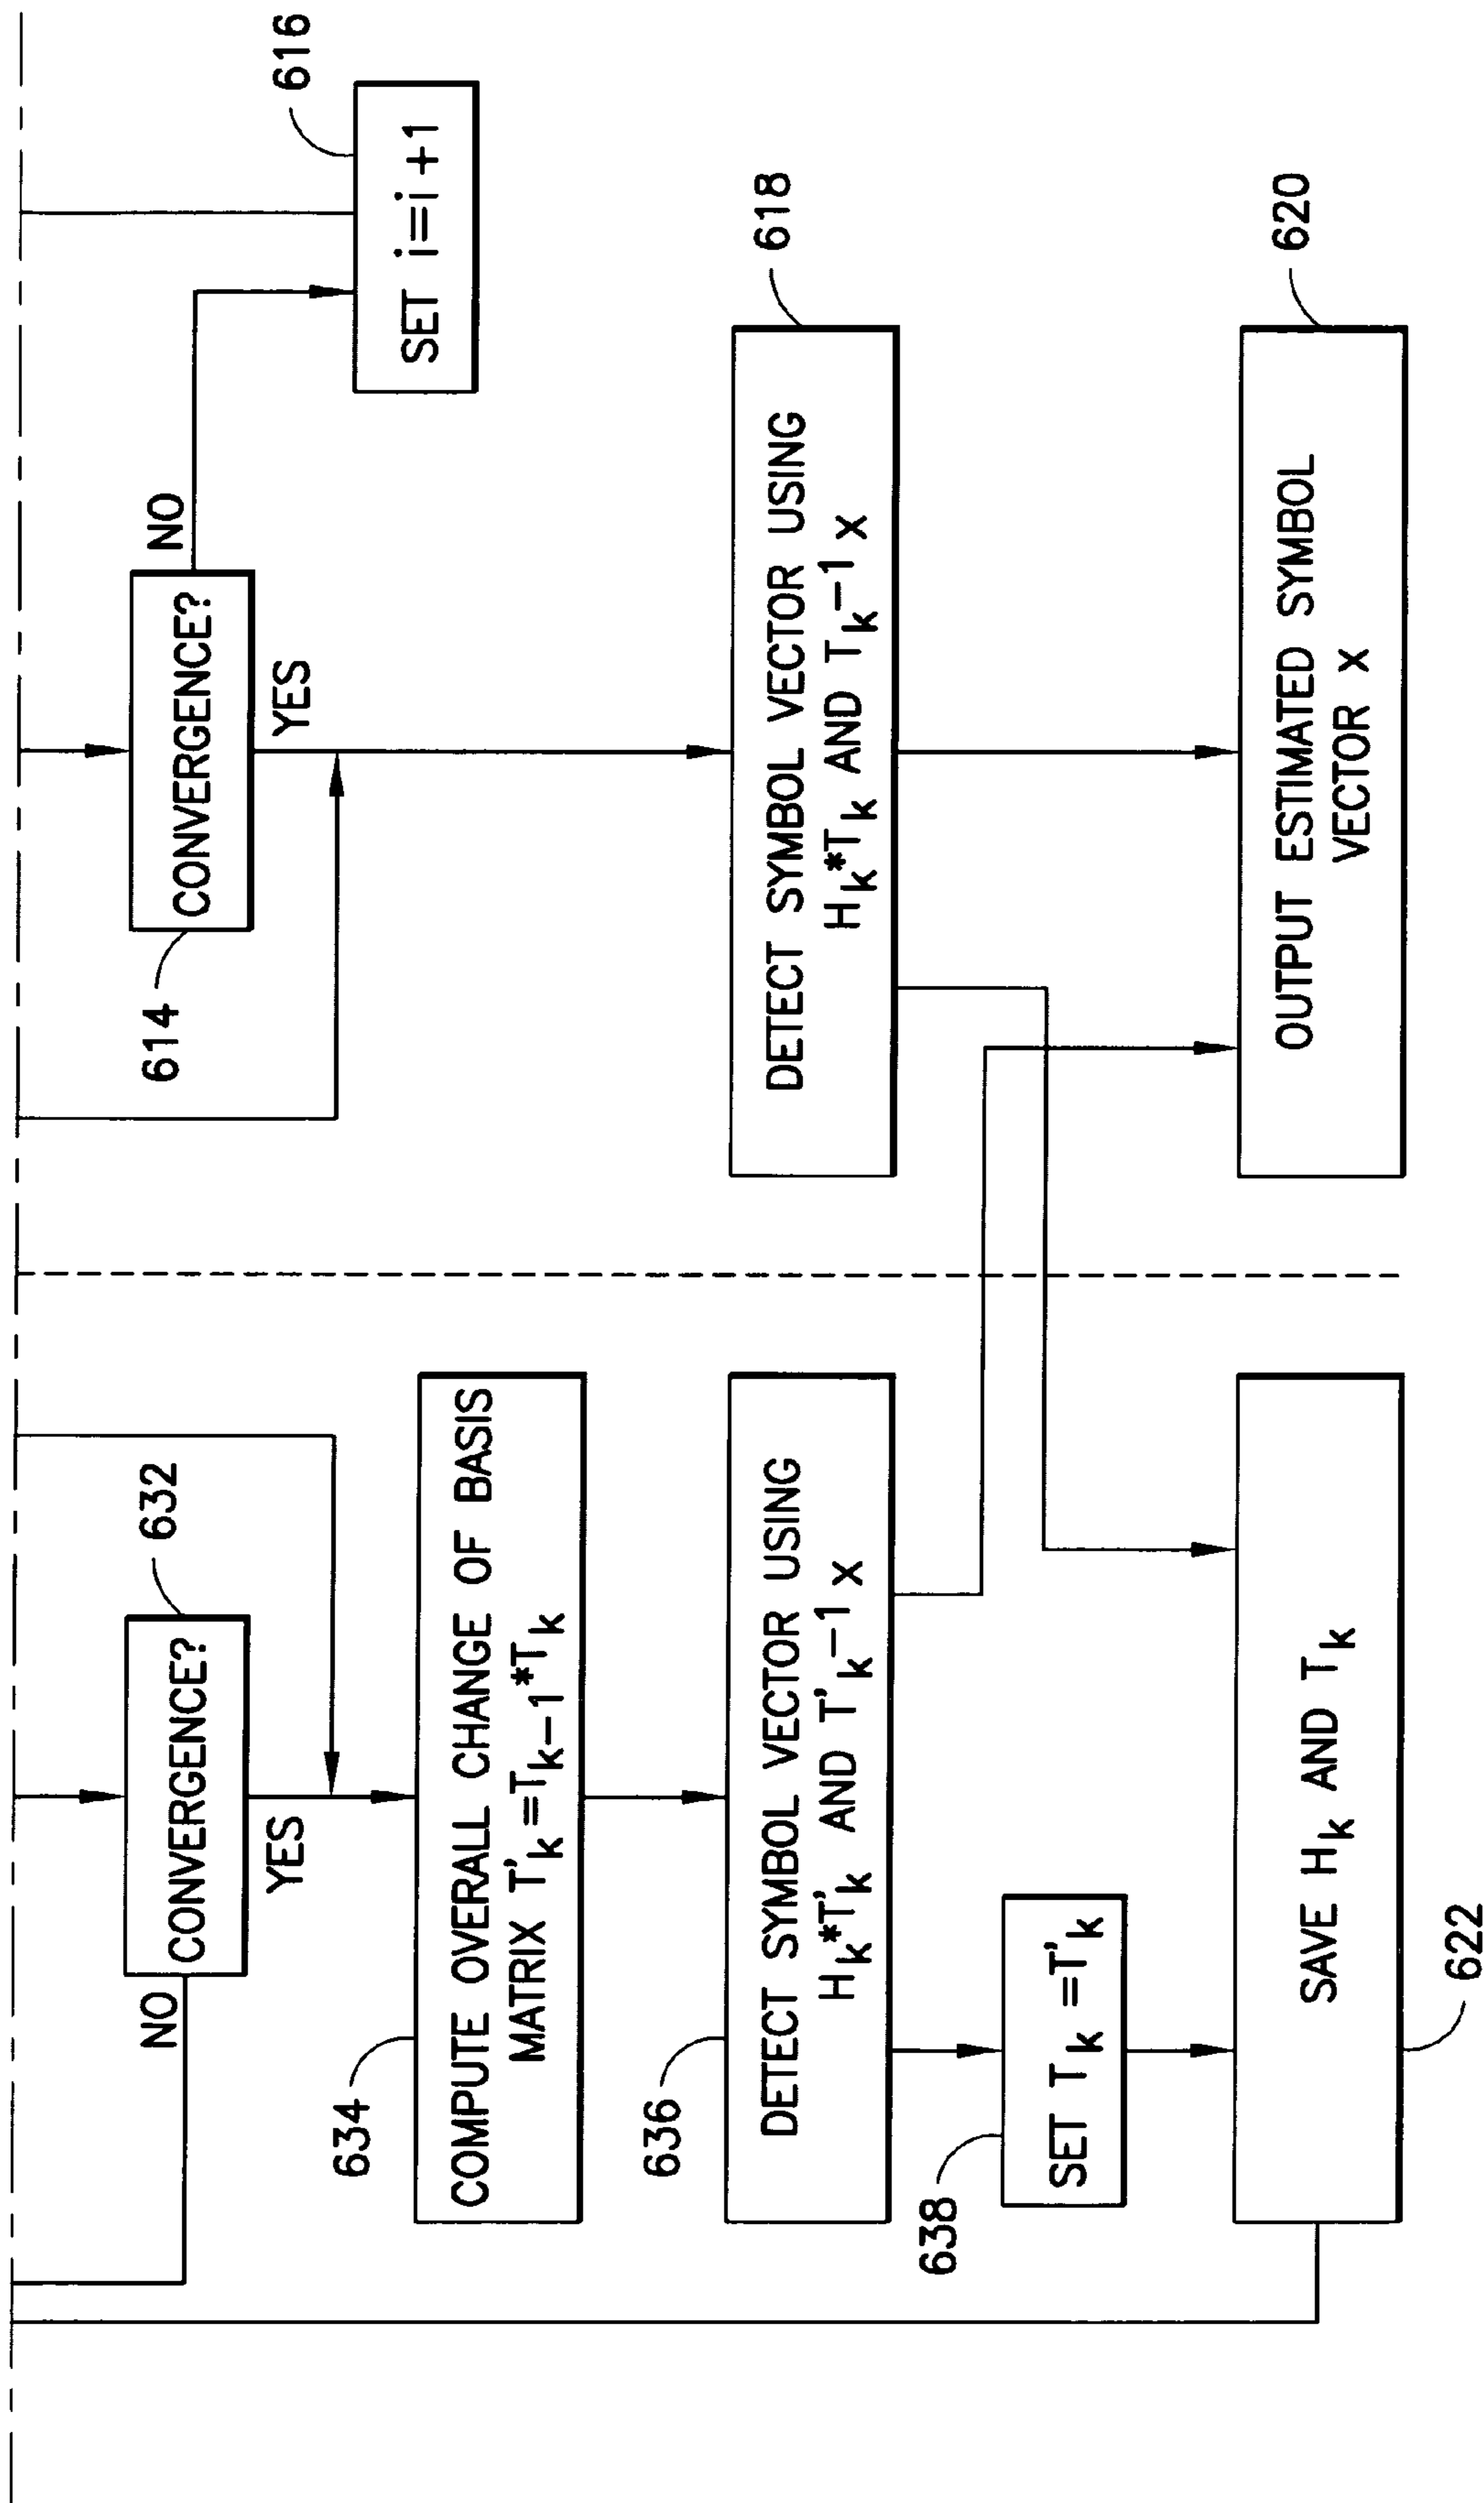 632
CONVERGENCE?
NO
YES
634
COMPUTE OVERALL CHANGE OF BASIS
MATRIX T'k=Tk-1*Tk
636
DETECT SYMBOL VECTOR USING
Hk*T'k AND T'k-1 x
638
SET Tk=T'k
SAVE Hk AND Tk
622
614
CONVERGENCE?
NO
YES
616
SET i=i+1
618
DETECT SYMBOL VECTOR USING
Hk*Tk AND Tk-1 x
620
OUTPUT ESTIMATED SYMBOL
VECTOR x